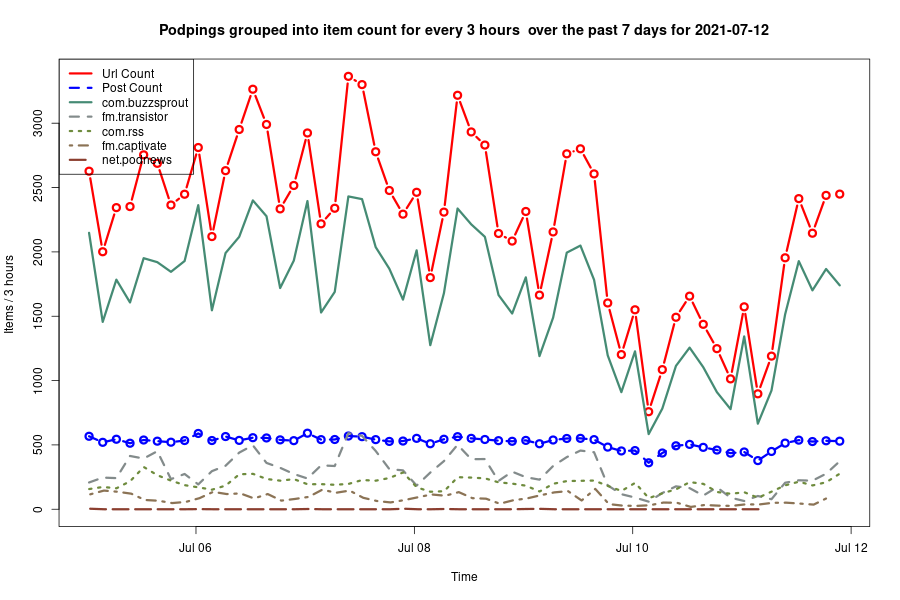 Podpings grouped into item count for every 3 hours over the past 7 days for 2021-07-12
Url Count
Post Count
com.buzzsprout
fm.transistor
com.rss
fm.captivate
net.podnews
Items / 3 hours
3000
2500
2000
1500
1000
500
0
Jul 06
Jul 08
Jul 10
Jul 12
Time